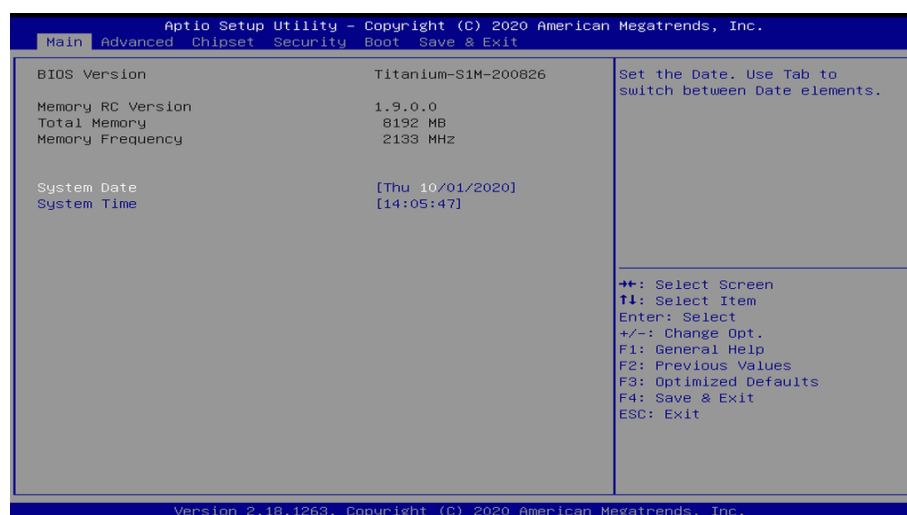 Aptio Setup Utility – Copyright (C) 2020 American Megatrends, Inc.
Main Advanced Chipset Security Boot Save & Exit
BIOS Version Titanium-S1M-200826
Memory RC Version 1.9.0.0
Total Memory 8192 MB
Memory Frequency 2133 MHz
System Date [Thu 10/01/2020]
System Time [14:05:47]
Set the Date. Use Tab to
switch between Date elements.
→←: Select Screen
↑↓: Select Item
Enter: Select
+/-: Change Opt.
F1: General Help
F2: Previous Values
F3: Optimized Defaults
F4: Save & Exit
ESC: Exit
Version 2.18.1263. Copyright (C) 2020 American Megatrends, Inc.